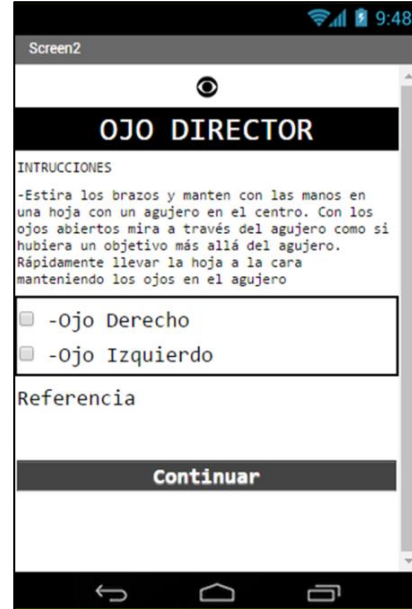 9:48
Screen2
OJO DIRECTOR
INTRUCCIONES
-Estira los brazos y manten con las manos en
una hoja con un agujero en el centro. Con los
ojos abiertos mira a través del agujero como si
hubiera un objetivo más allá del agujero.
Rápidamente llevar la hoja a la cara
manteniendo los ojos en el agujero
-Ojo Derecho
-Ojo Izquierdo
Referencia
Continuar